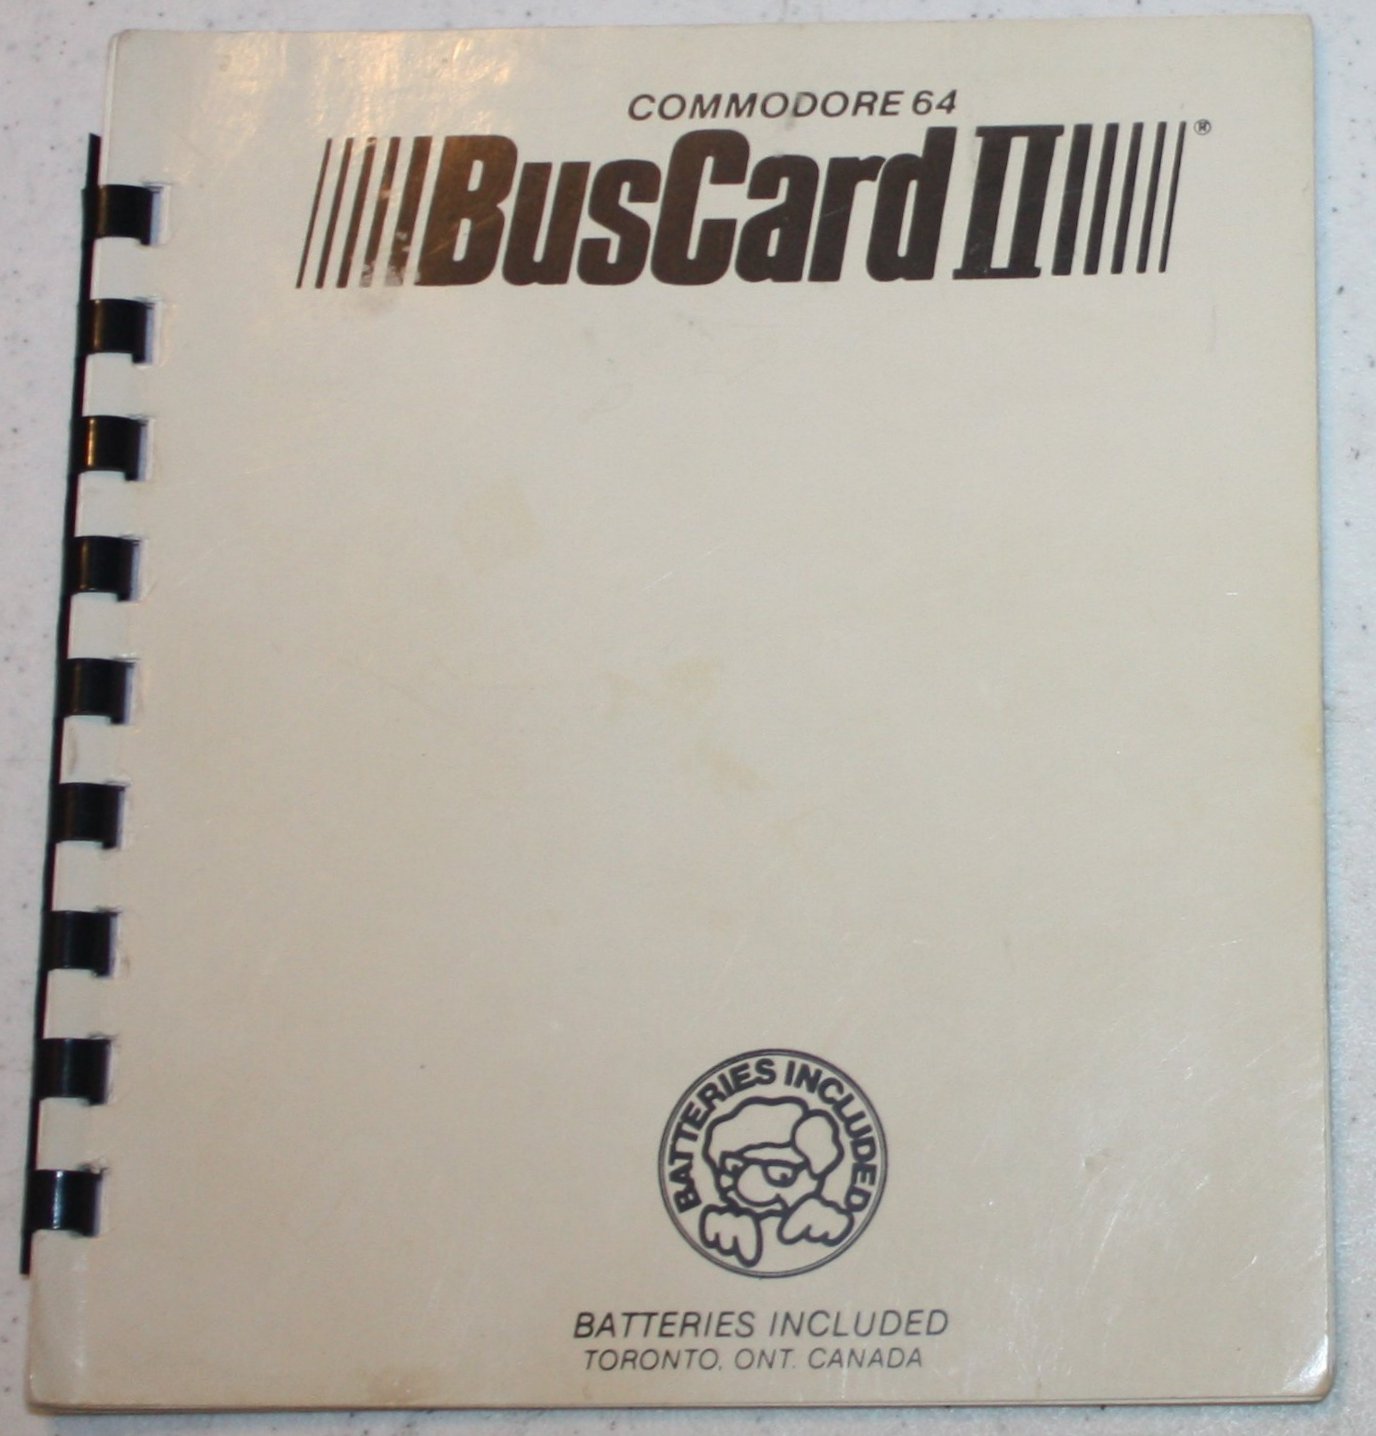 COMMODORE 64
BusCard II®
BATTERIES INCLUDED
BATTERIES INCLUDED
TORONTO, ONT. CANADA